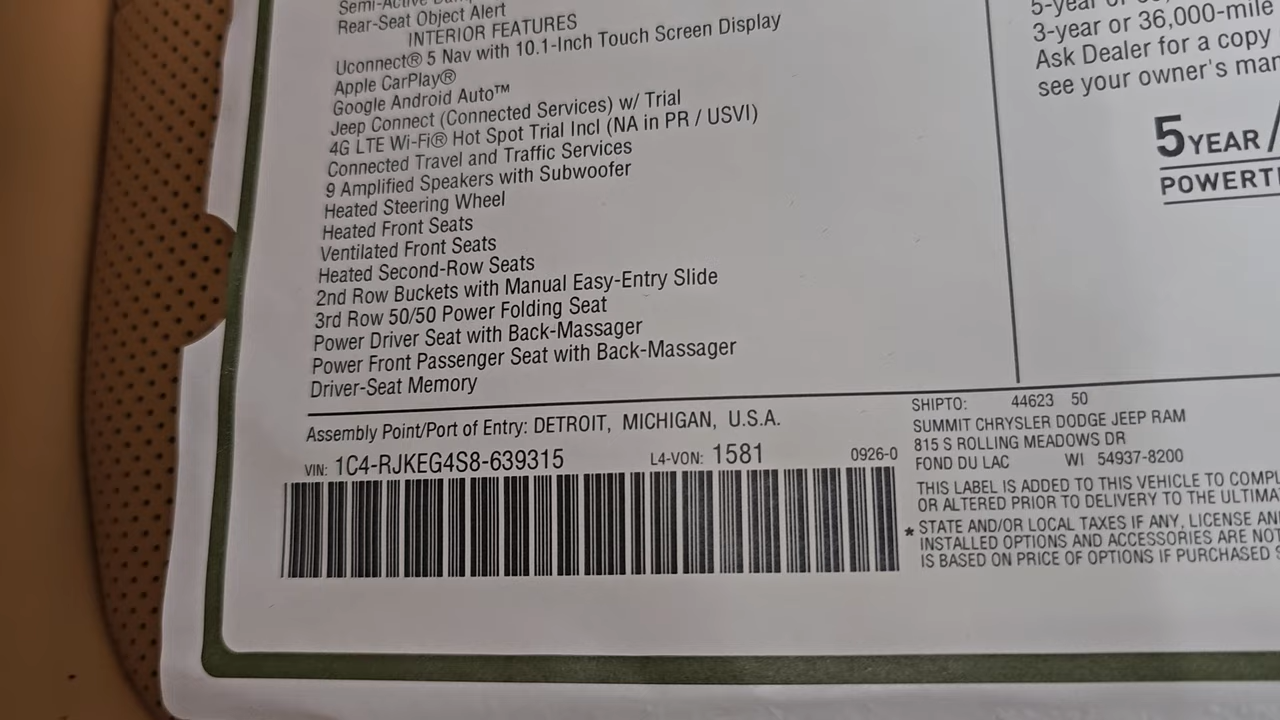 Semi-Active
Rear-Seat Object Alert
INTERIOR FEATURES
Uconnect® 5 Nav with 10.1-Inch Touch Screen Display
Apple CarPlay®
Google Android Auto™
Jeep Connect (Connected Services) w/ Trial
4G LTE Wi-Fi® Hot Spot Trial Incl (NA in PR / USVI)
Connected Travel and Traffic Services
9 Amplified Speakers with Subwoofer
Heated Steering Wheel
Heated Front Seats
Ventilated Front Seats
Heated Second-Row Seats
2nd Row Buckets with Manual Easy-Entry Slide
3rd Row 50/50 Power Folding Seat
Power Driver Seat with Back-Massager
Power Front Passenger Seat with Back-Massager
Driver-Seat Memory
5-year or
3-year or 36,000-mile
Ask Dealer for a copy
see your owner's
5 YEAR /
Assembly Point/Port of Entry: DETROIT, MICHIGAN, U.S.A.
VIN: 1C4-RJKEG4S8-639315 L4-VON: 1581 0926-0
SHIPTO: 44623 50
SUMMIT CHRYSLER DODGE JEEP RAM
815 S ROLLING MEADOWS DR
FOND DU LAC WI 54937-8200
THIS LABEL IS ADDED TO THIS VEHICLE TO
OR ALTERED PRIOR TO DELIVERY TO THE
* STATE AND/OR LOCAL TAXES IF ANY, LICENSE
INSTALLED OPTIONS AND ACCESSORIES ARE
IS BASED ON PRICE OF OPTIONS IF PURCHASED